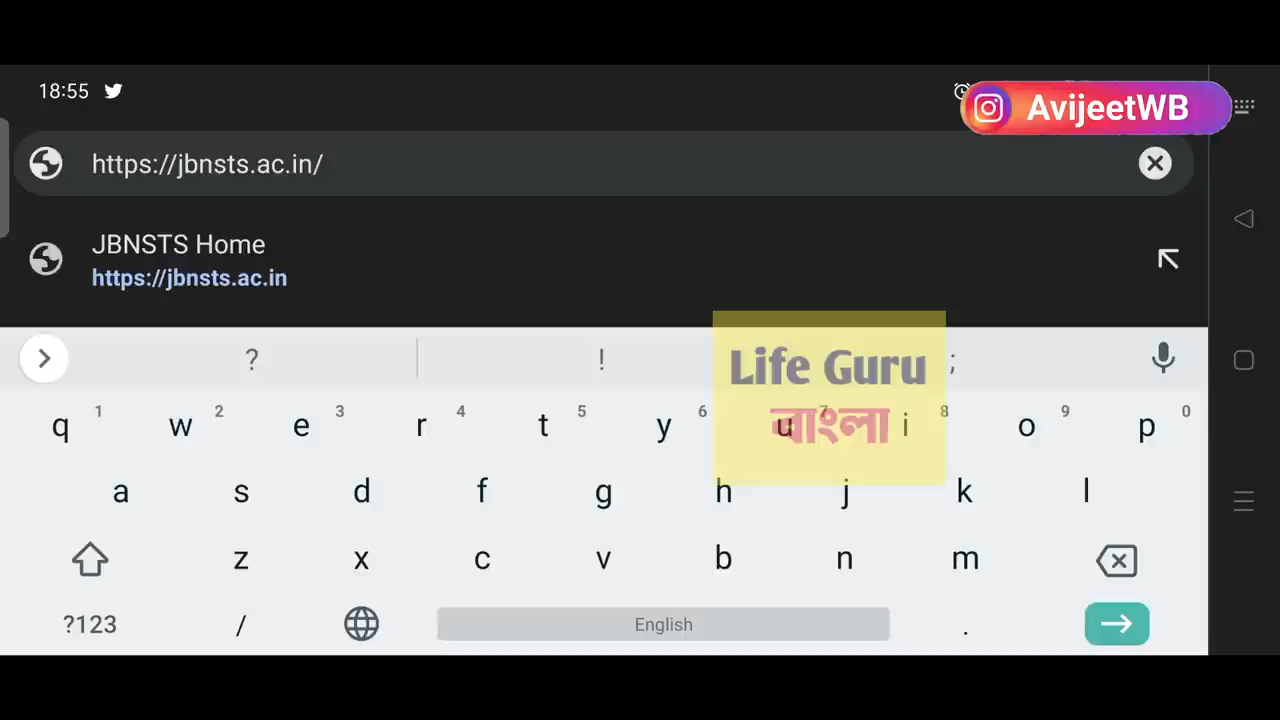 18:55
AvijeetWB
https://jbnsts.ac.in/
JBNSTS Home
https://jbnsts.ac.in
? ! ;
Life Guru
বাংলা
q 1 w 2 e 3 r 4 t 5 y 6 u 7 i 8 o 9 p 0
a s d f g h j k l
z x c v b n m
?123 / English .